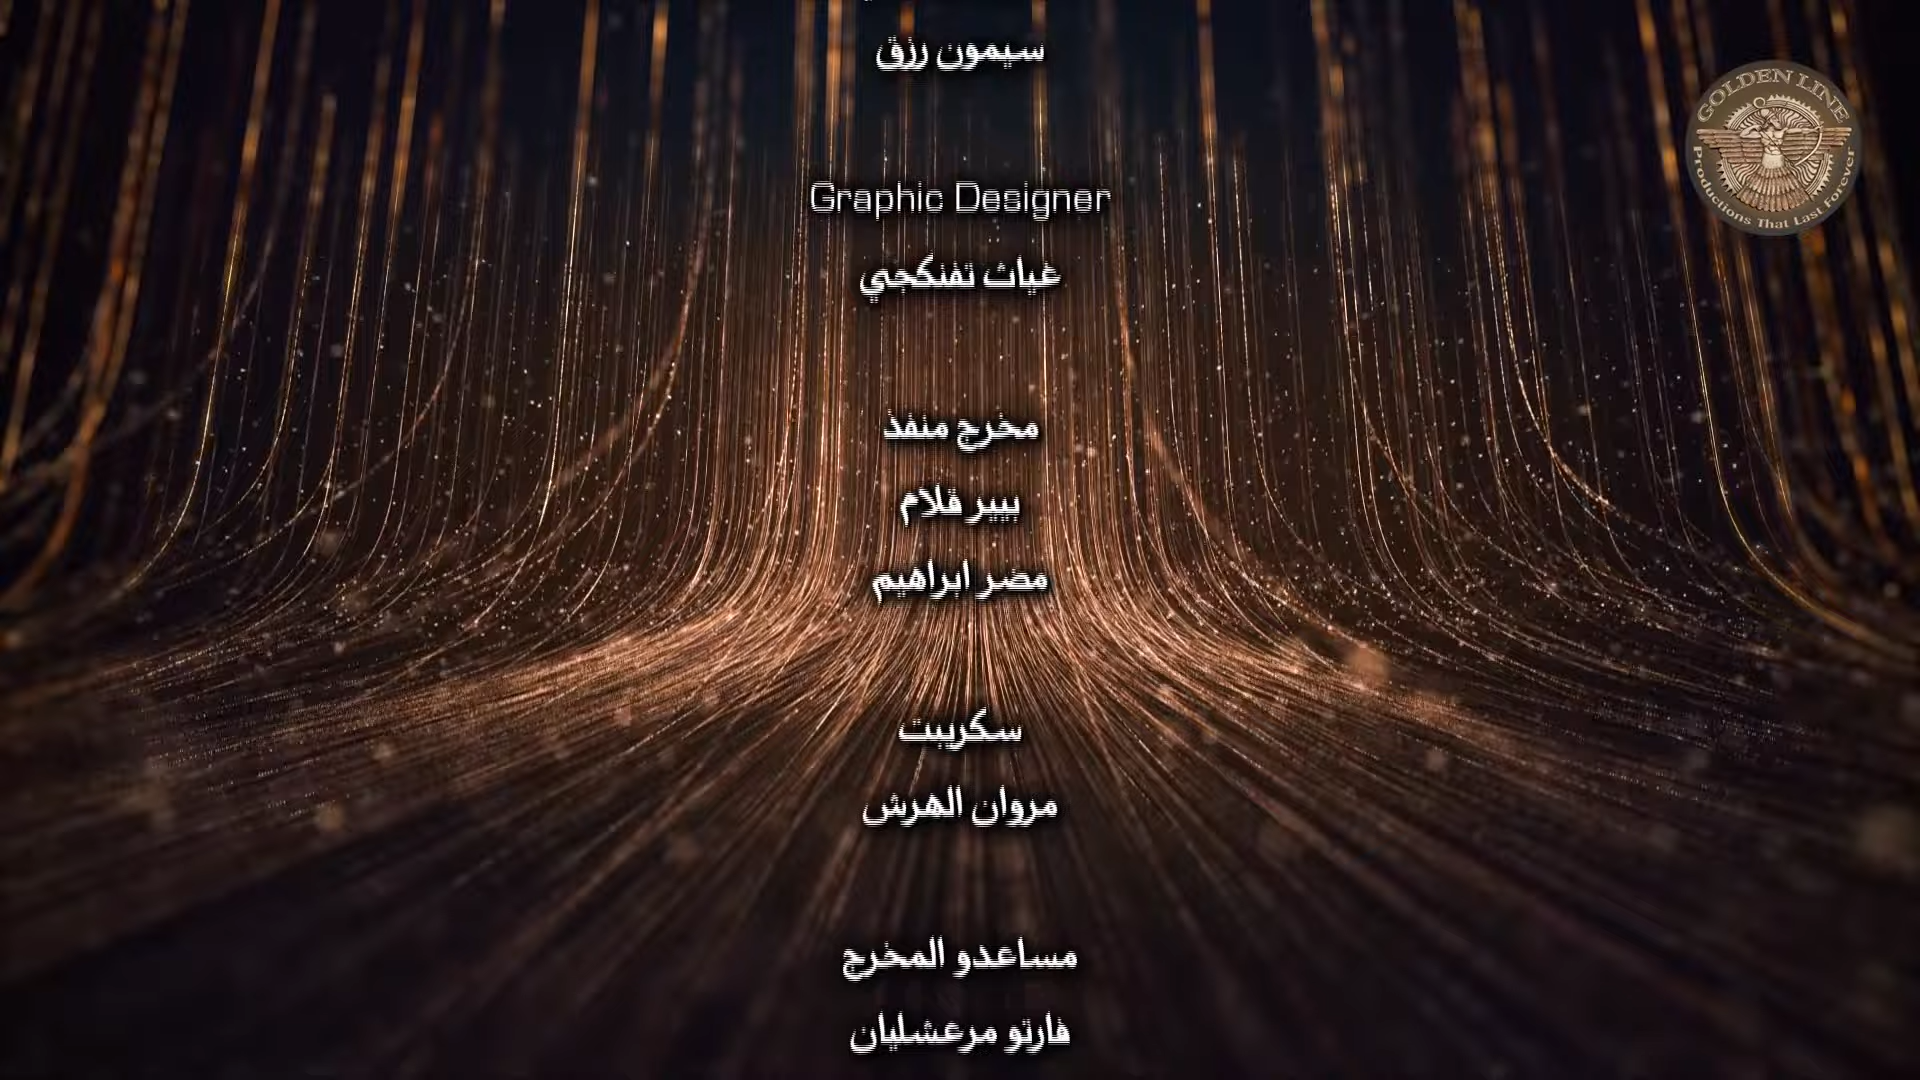 سيمون رزق
GOLDEN LINE
Productions That Last Forever
Graphic Designer
غياث تفنكجي
مخرج منفذ
بيير قلام
مضر ابراهيم
سكريبت
مروان الهرش
مساعدو المخرج
فارتو مرعشليان